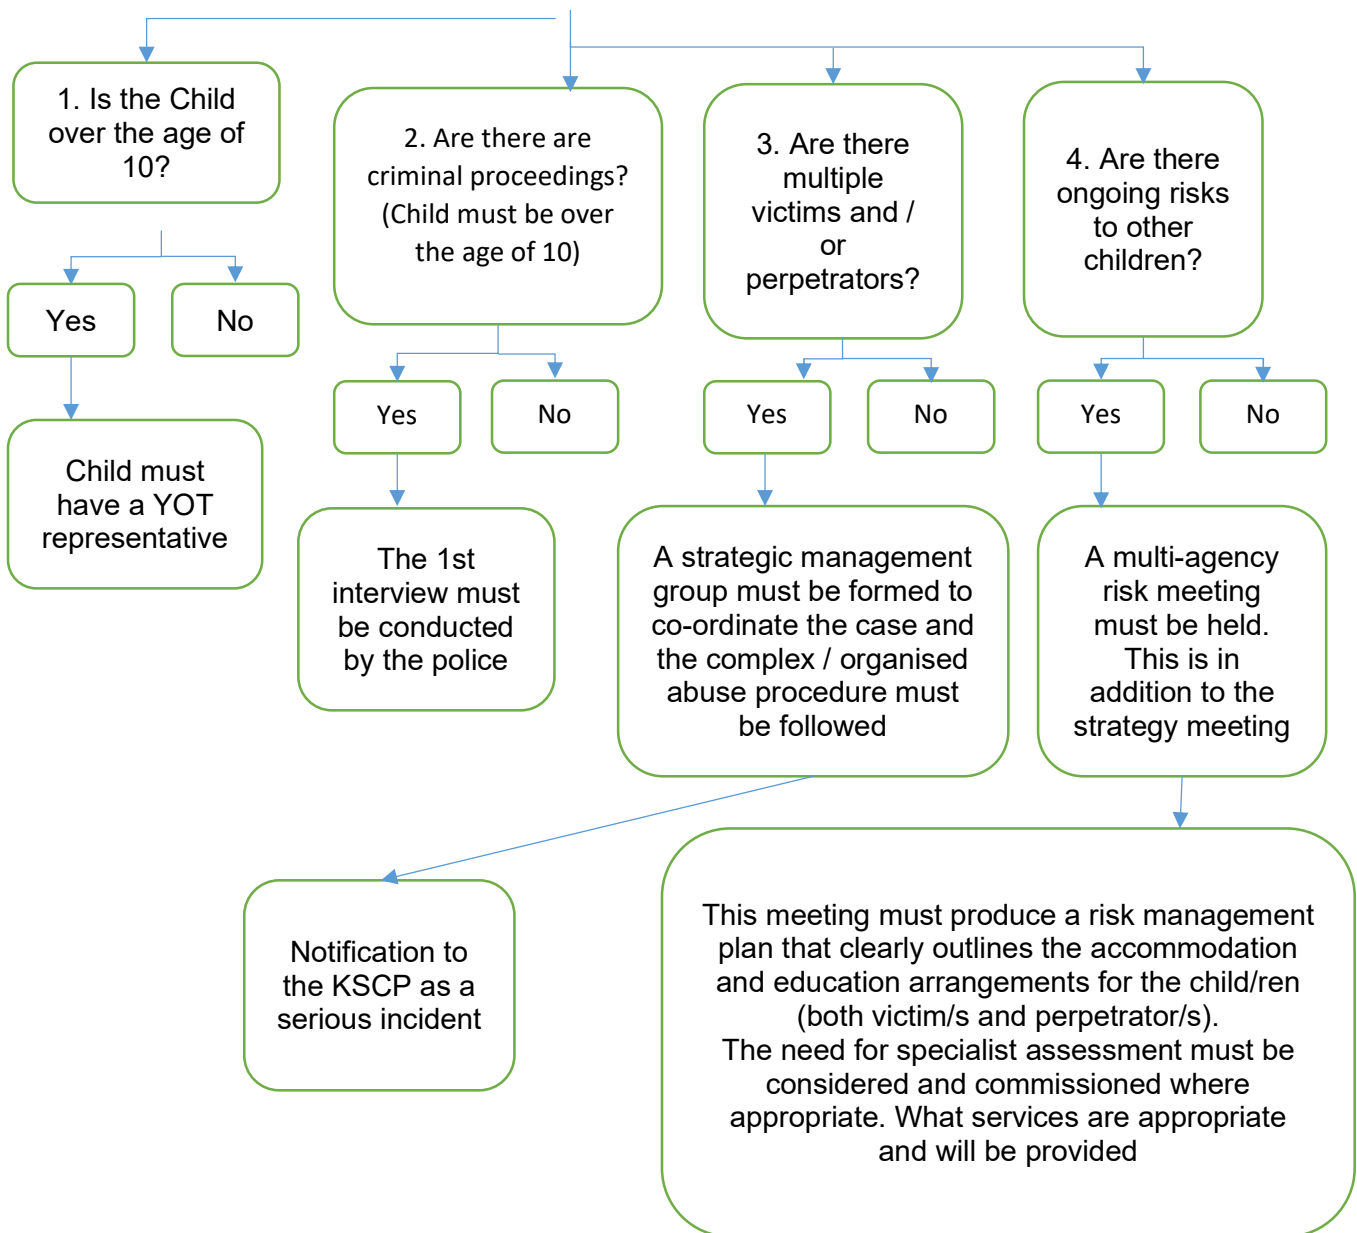 1. Is the Child
over the age of
10?
2. Are there are
criminal proceedings?
(Child must be over
the age of 10)
3. Are there
multiple
victims and /
or
perpetrators?
4. Are there
ongoing risks
to other
children?
Yes
No
Yes
No
Yes
No
Yes
No
Child must
have a YOT
representative
The 1st
interview must
be conducted
by the police
A strategic management
group must be formed to
co-ordinate the case and
the complex / organised
abuse procedure must
be followed
A multi-agency
risk meeting
must be held.
This is in
addition to the
strategy meeting
Notification to
the KSCP as a
serious incident
This meeting must produce a risk management
plan that clearly outlines the accommodation
and education arrangements for the child/ren
(both victim/s and perpetrator/s).
The need for specialist assessment must be
considered and commissioned where
appropriate. What services are appropriate
and will be provided